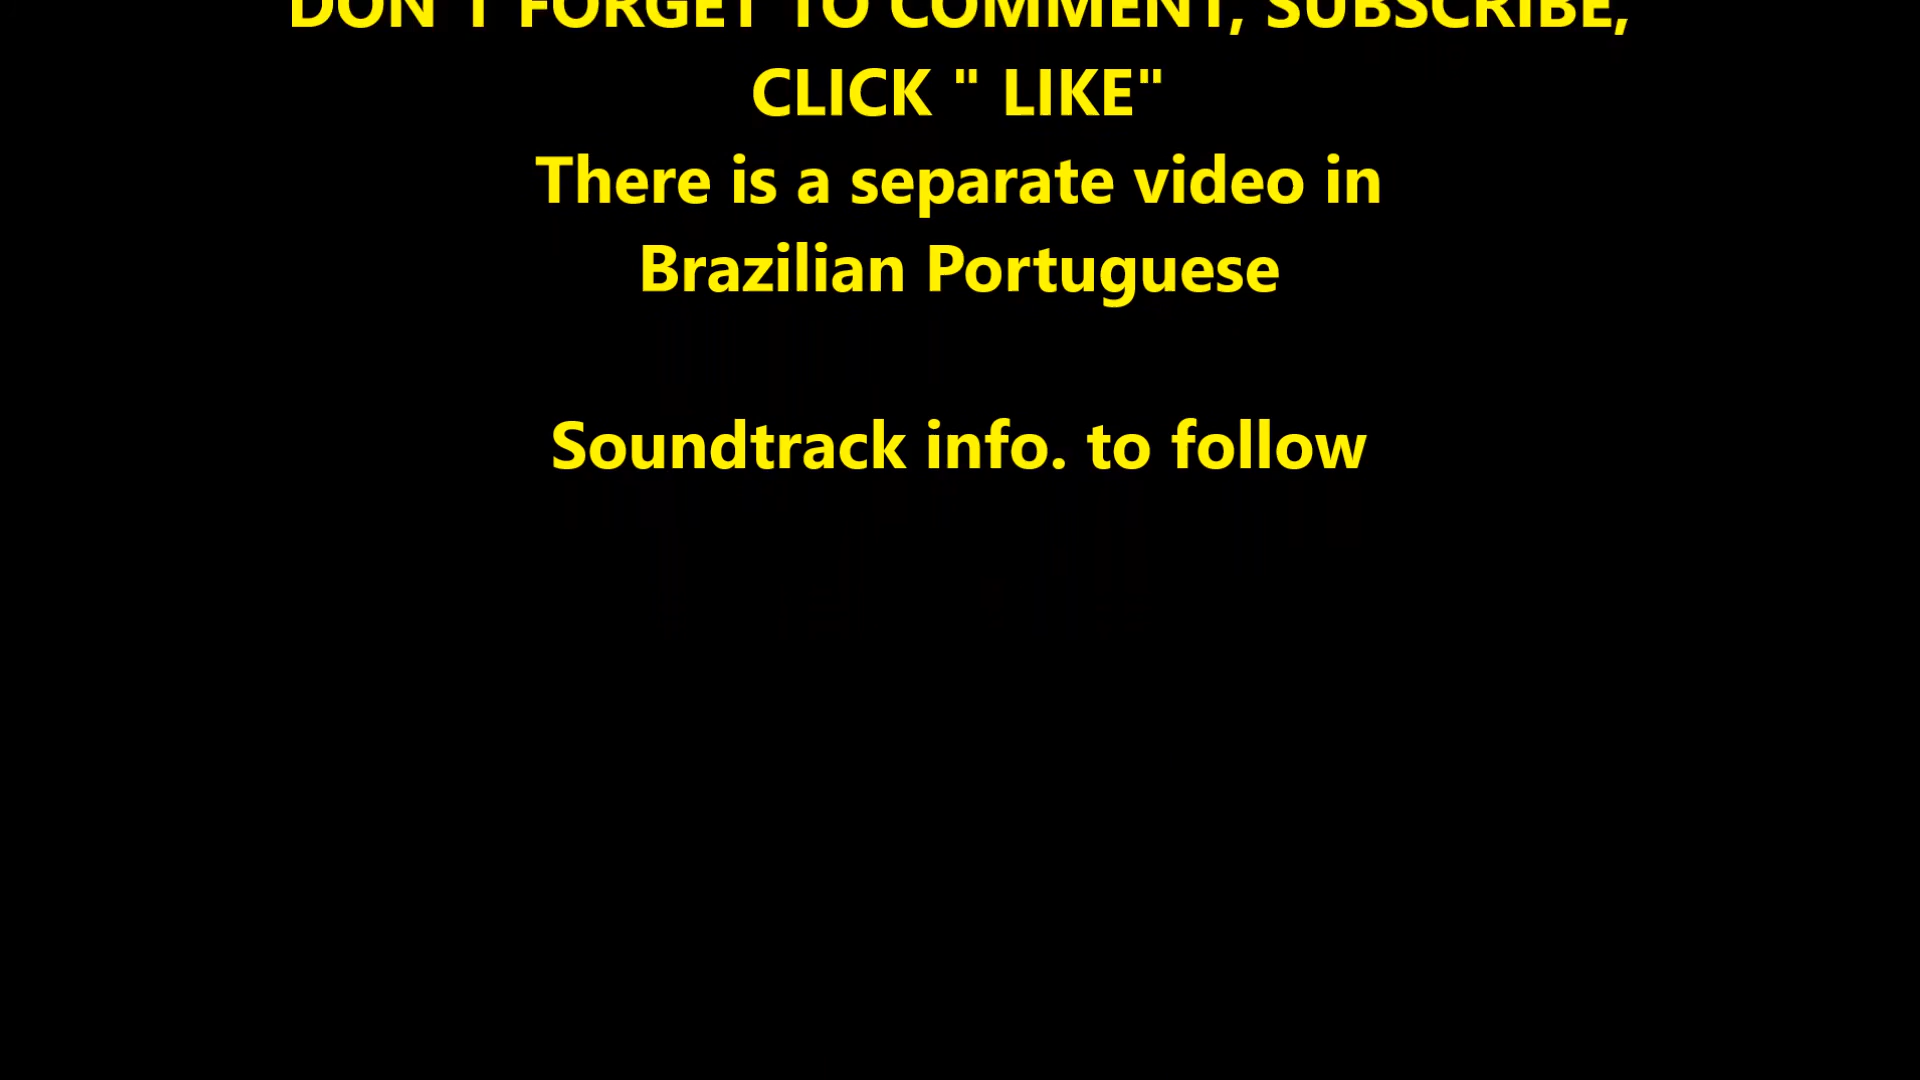 DON'T FORGET TO COMMENT, SUBSCRIBE,
CLICK " LIKE"
There is a separate video in
Brazilian Portuguese
Soundtrack info. to follow